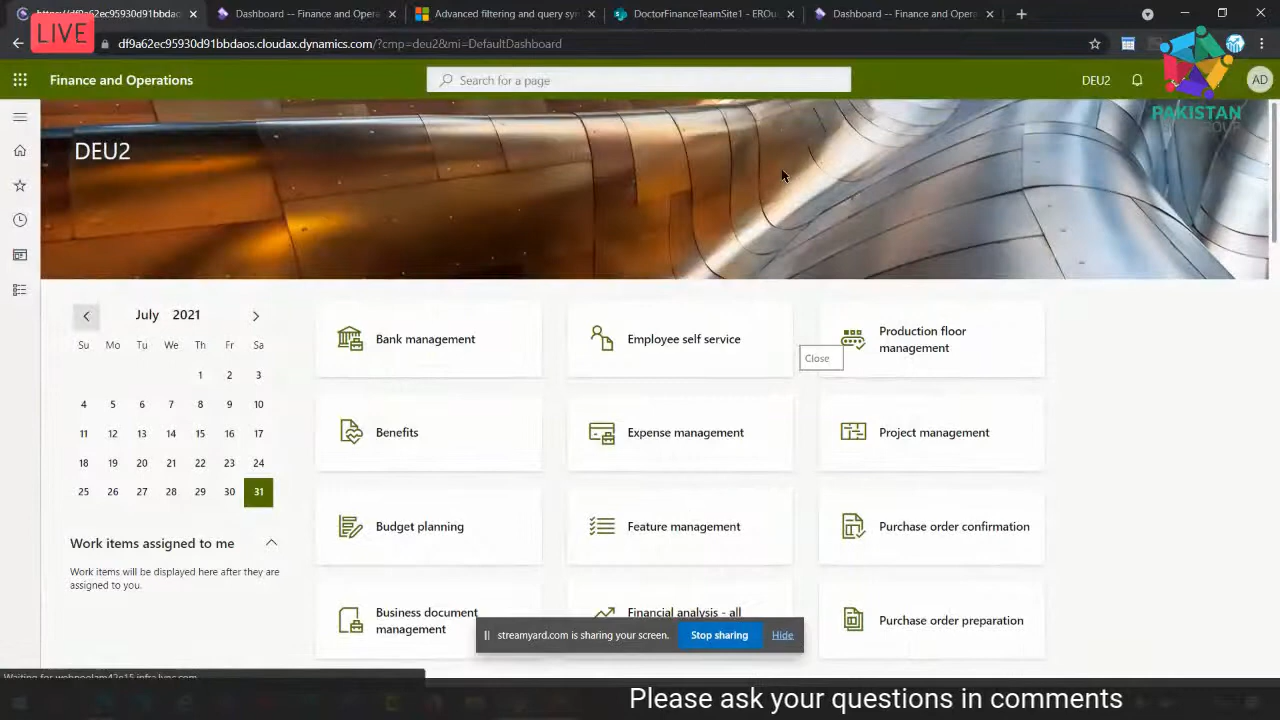 https://df9a62ec95930d91bbdaos
Dashboard -- Finance and Opera
Advanced filtering and query syn
DoctorFinanceTeamSite1 - EROu
Dashboard -- Finance and Opera
LIVE
df9a62ec95930d91bbdaos.cloudax.dynamics.com/?cmp=deu2&mi=DefaultDashboard
Finance and Operations
Search for a page
DEU2
AD
PAKISTAN
GROUP
DEU2
July 2021
Su Mo Tu We Th Fr Sa
1 2 3
4 5 6 7 8 9 10
11 12 13 14 15 16 17
18 19 20 21 22 23 24
25 26 27 28 29 30 31
Work items assigned to me
Work items will be displayed here after they are
assigned to you.
Bank management
Employee self service
Production floor
management
Close
Benefits
Expense management
Project management
Budget planning
Feature management
Purchase order confirmation
Business document
management
Financial analysis - all
Purchase order preparation
streamyard.com is sharing your screen.
Stop sharing
Hide
Please ask your questions in comments